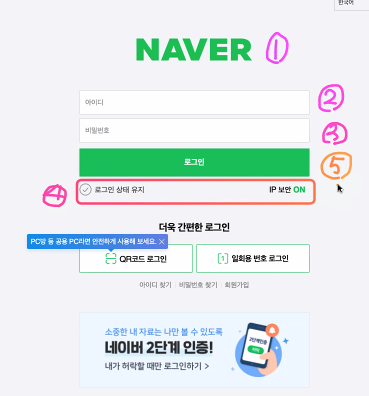 한국어
NAVER ①
아이디 ②
비밀번호 ③
로그인 ⑤
④ 로그인 상태 유지 IP 보안 ON
더욱 간편한 로그인
PC방 등 공용 PC라면 안전하게 사용해 보세요. ×
QR코드 로그인 1 일회용 번호 로그인
아이디 찾기 | 비밀번호 찾기 | 회원가입
소중한 내 자료는 나만 볼 수 있도록
네이버 2단계 인증!
내가 허락할 때만 로그인하기 >
2단계인증